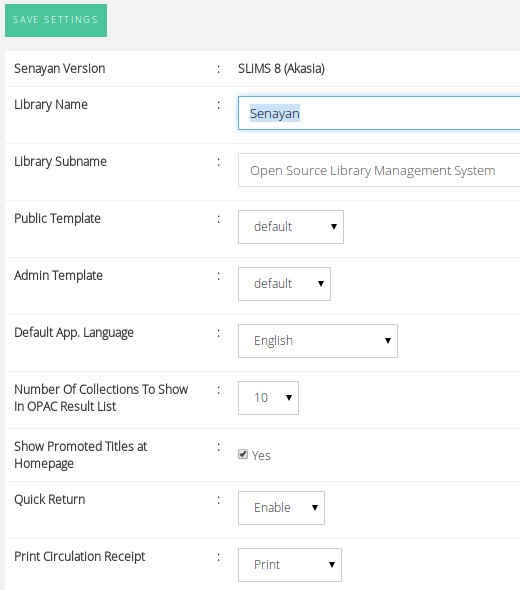 SAVE SETTINGS
Senayan Version : SLiMS 8 (Akasia)
Library Name : Senayan
Library Subname : Open Source Library Management System
Public Template : default
Admin Template : default
Default App. Language : English
Number Of Collections To Show : 10
In OPAC Result List
Show Promoted Titles at : Yes
Homepage
Quick Return : Enable
Print Circulation Receipt : Print